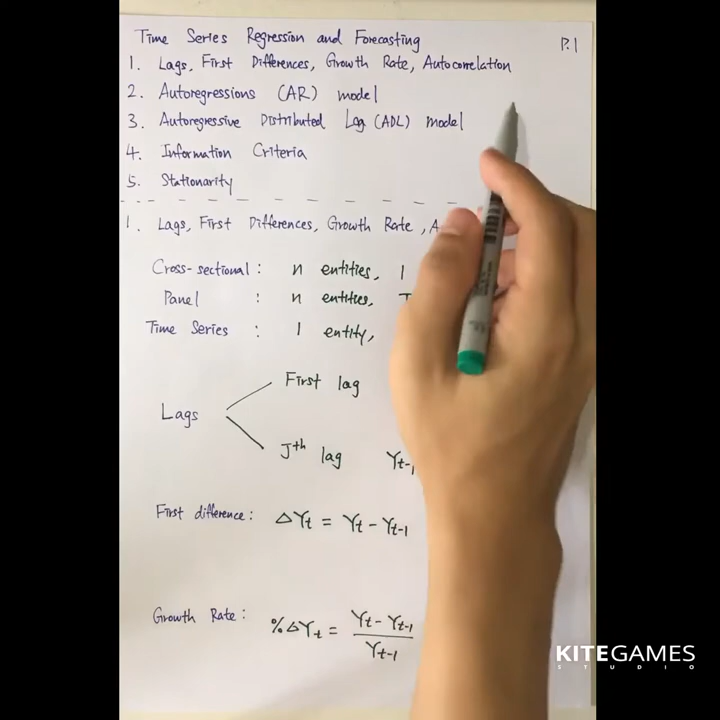 Time Series Regression and Forecasting P.1
1. Lags, First Differences, Growth Rate, Autocorrelation
2. Autoregressions (AR) model
3. Autoregressive Distributed Lag (ADL) model
4. Information Criteria
5. Stationarity
1. Lags, First Differences, Growth Rate, A
Cross-sectional: n entities, 1
Panel : n entities, T
Time Series : 1 entity,
First lag
Lags
Jth lag Yt-1
First difference: ΔYt = Yt - Yt-1
Growth Rate: %ΔYt = (Yt - Yt-1) / Yt-1
KITEGAMES
STUDIO